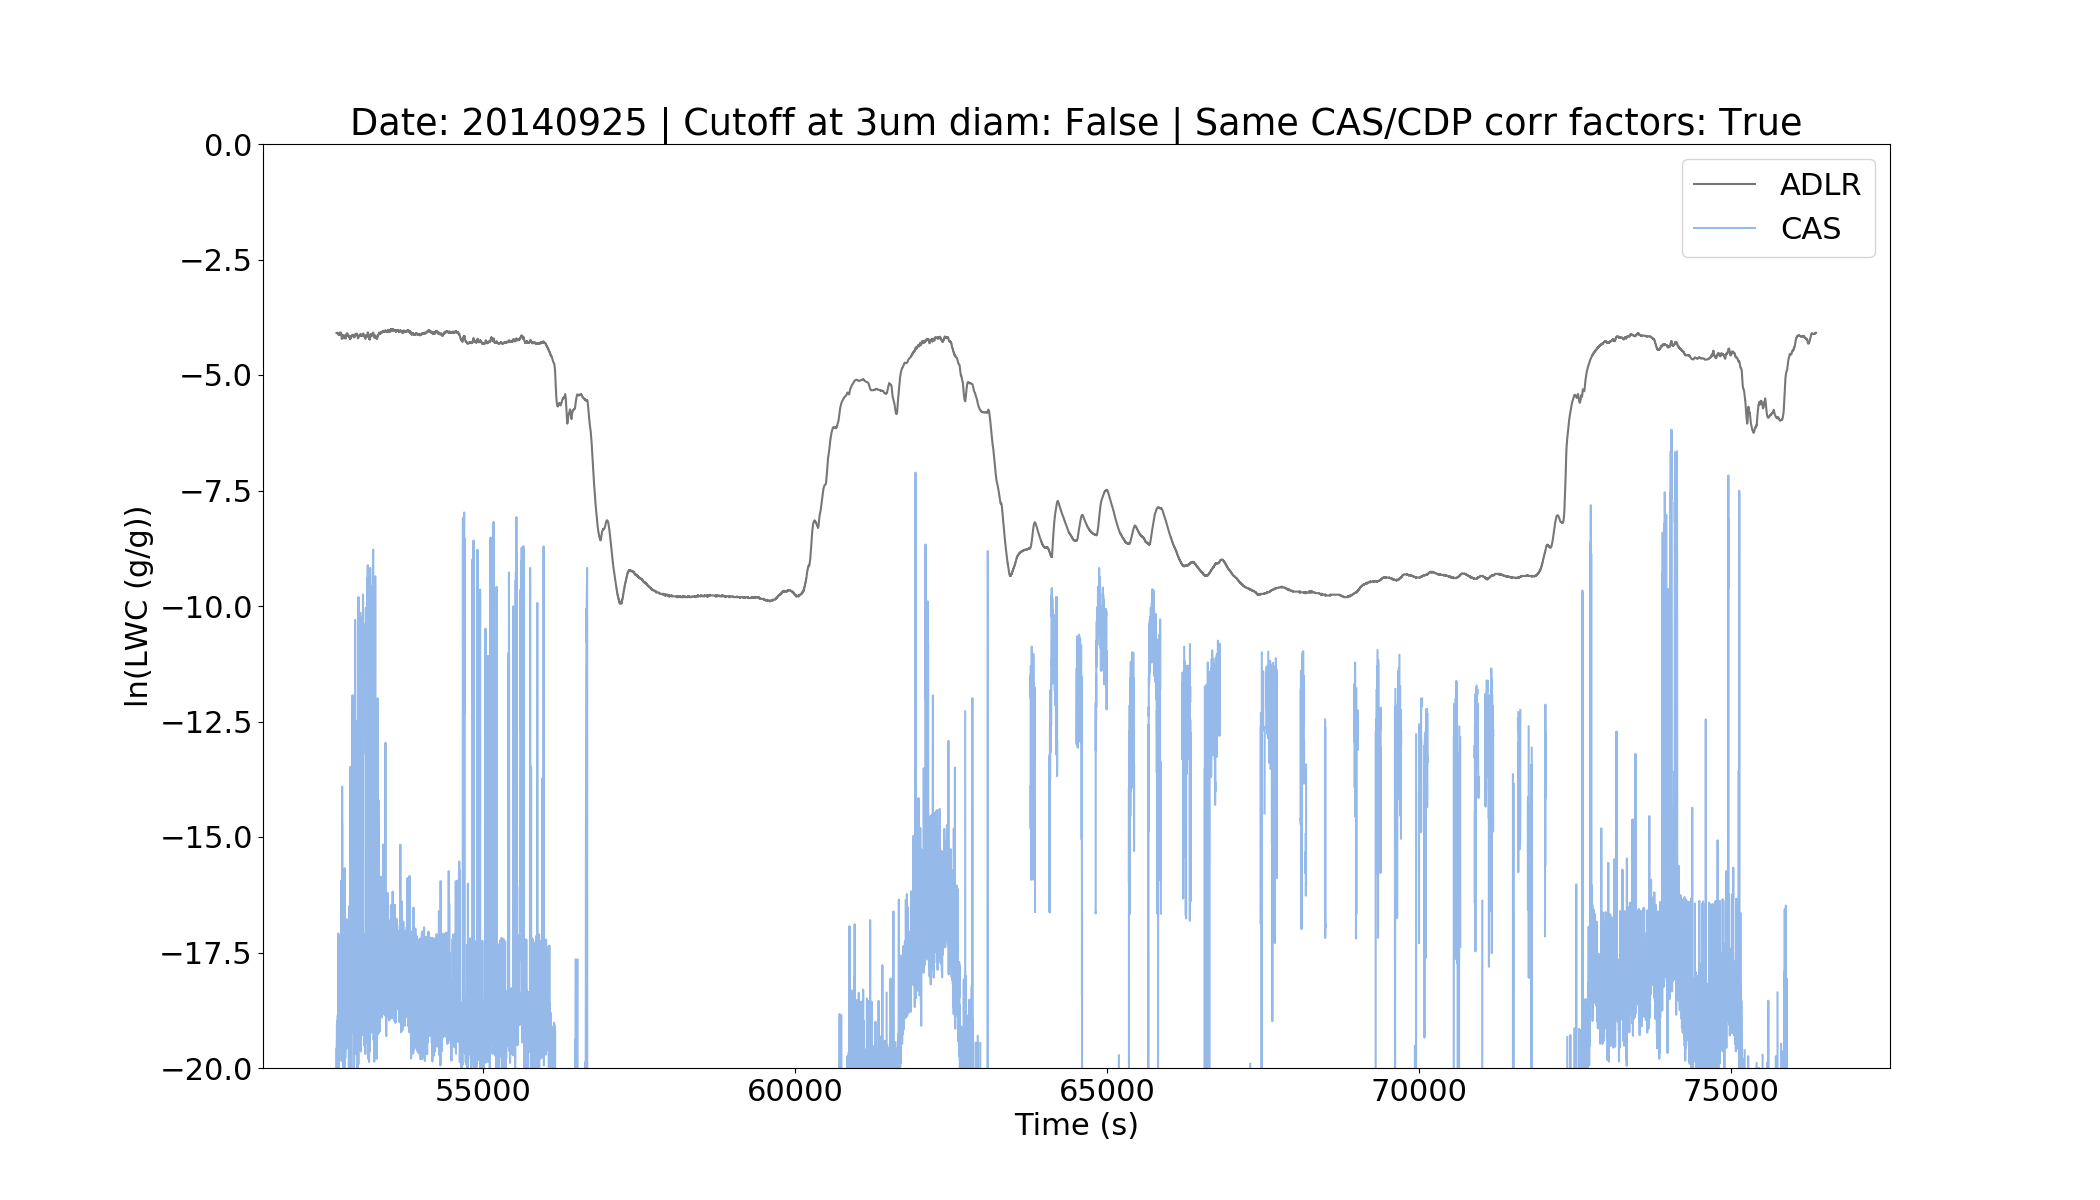 Date: 20140925 | Cutoff at 3um diam: False | Same CAS/CDP corr factors: True
ADLR
CAS
0.0
−2.5
−5.0
−7.5
−10.0
−12.5
−15.0
−17.5
−20.0
ln(LWC (g/g))
55000 60000 65000 70000 75000
Time (s)